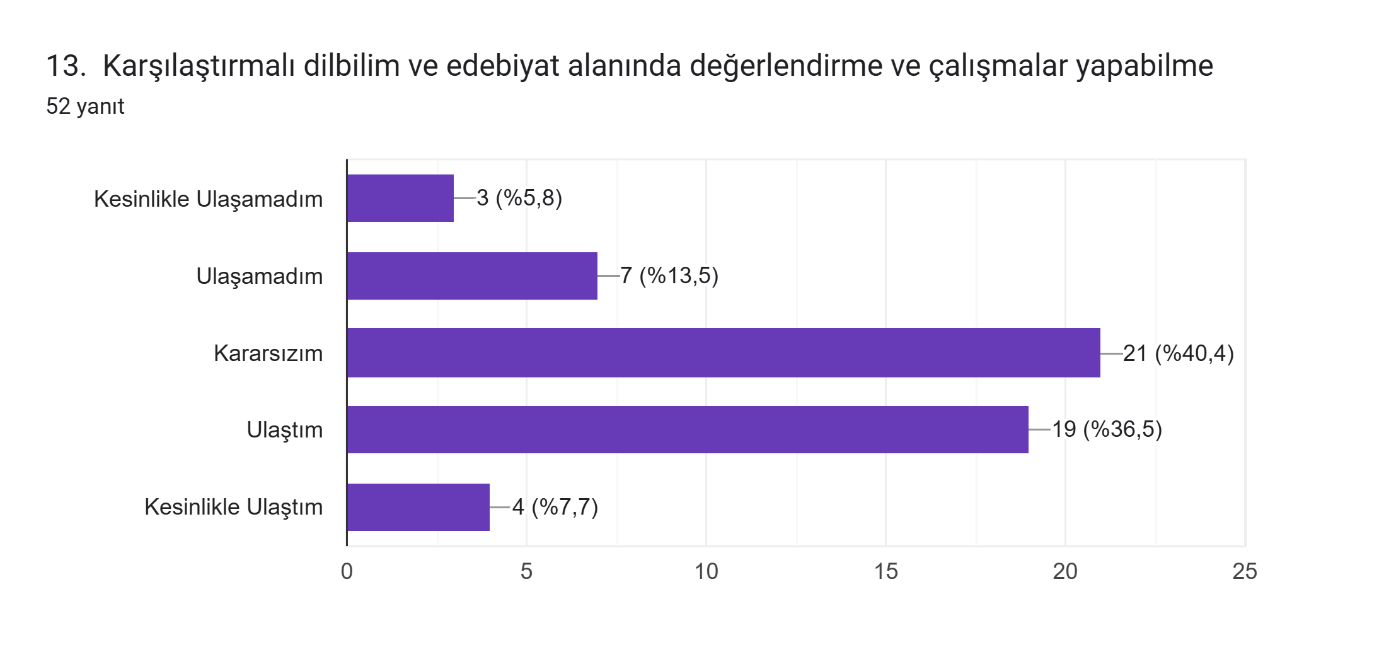 13. Karşılaştırmalı dilbilim ve edebiyat alanında değerlendirme ve çalışmalar yapabilme
52 yanıt
Kesinlikle Ulaşamadım 3 (%5,8)
Ulaşamadım 7 (%13,5)
Kararsızım 21 (%40,4)
Ulaştım 19 (%36,5)
Kesinlikle Ulaştım 4 (%7,7)
0 5 10 15 20 25